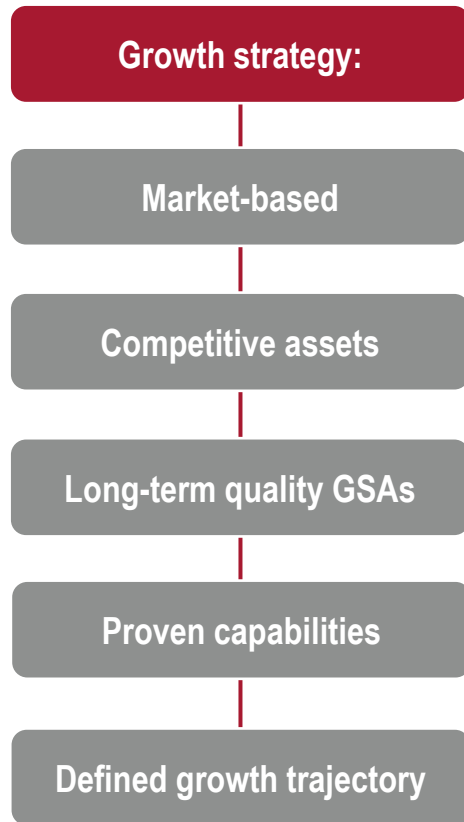 Growth strategy:
Market-based
Competitive assets
Long-term quality GSAs
Proven capabilities
Defined growth trajectory